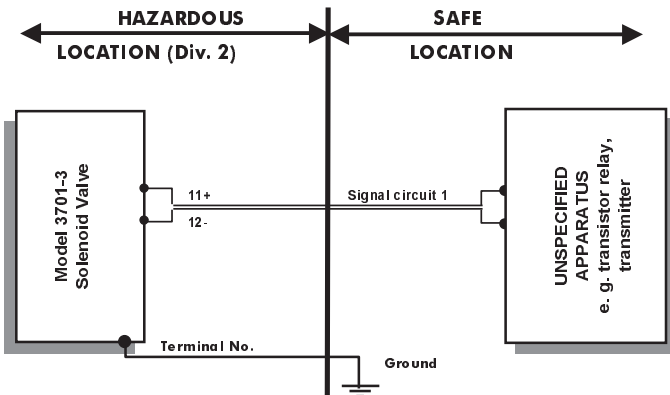 HAZARDOUS
LOCATION (Div. 2)
SAFE
LOCATION
Model 3701-3
Solenoid Valve
11+
12-
Signal circuit 1
UNSPECIFIED
APPARATUS
e. g. transistor relay,
transmitter
Terminal No.
Ground